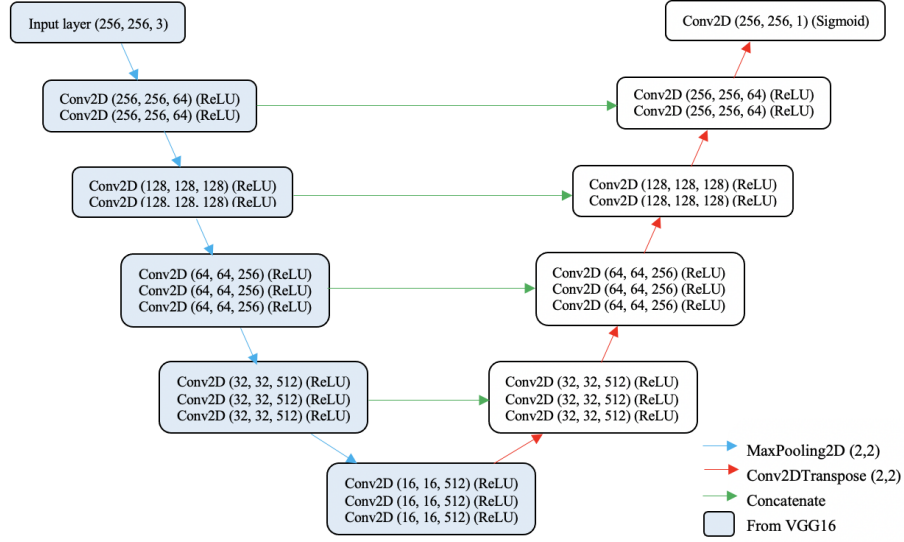 Input layer (256, 256, 3)
Conv2D (256, 256, 1) (Sigmoid)
Conv2D (256, 256, 64) (ReLU)
Conv2D (256, 256, 64) (ReLU)
Conv2D (256, 256, 64) (ReLU)
Conv2D (256, 256, 64) (ReLU)
Conv2D (128, 128, 128) (ReLU)
Conv2D (128, 128, 128) (ReLU)
Conv2D (128, 128, 128) (ReLU)
Conv2D (128, 128, 128) (ReLU)
Conv2D (64, 64, 256) (ReLU)
Conv2D (64, 64, 256) (ReLU)
Conv2D (64, 64, 256) (ReLU)
Conv2D (64, 64, 256) (ReLU)
Conv2D (64, 64, 256) (ReLU)
Conv2D (64, 64, 256) (ReLU)
Conv2D (32, 32, 512) (ReLU)
Conv2D (32, 32, 512) (ReLU)
Conv2D (32, 32, 512) (ReLU)
Conv2D (32, 32, 512) (ReLU)
Conv2D (32, 32, 512) (ReLU)
Conv2D (32, 32, 512) (ReLU)
Conv2D (16, 16, 512) (ReLU)
Conv2D (16, 16, 512) (ReLU)
Conv2D (16, 16, 512) (ReLU)
MaxPooling2D (2,2)
Conv2DTranspose (2,2)
Concatenate
From VGG16